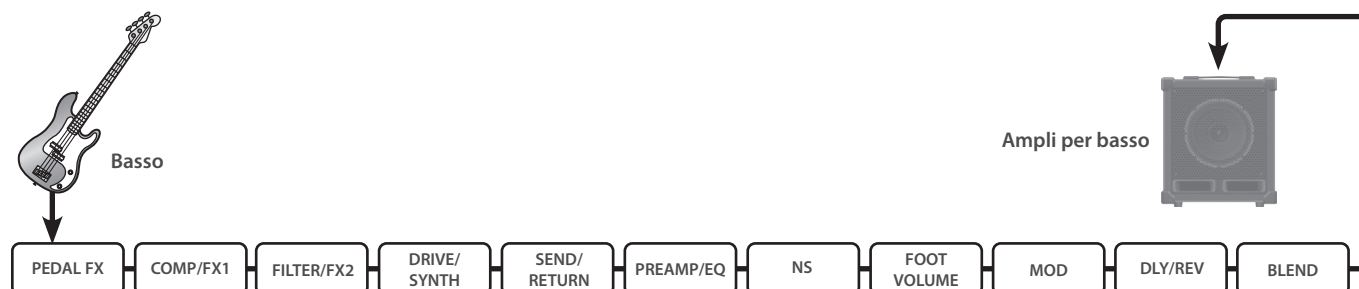 Basso
Ampli per basso
PEDAL FX
COMP/FX1
FILTER/FX2
DRIVE/
SYNTH
SEND/
RETURN
PREAMP/EQ
NS
FOOT
VOLUME
MOD
DLY/REV
BLEND